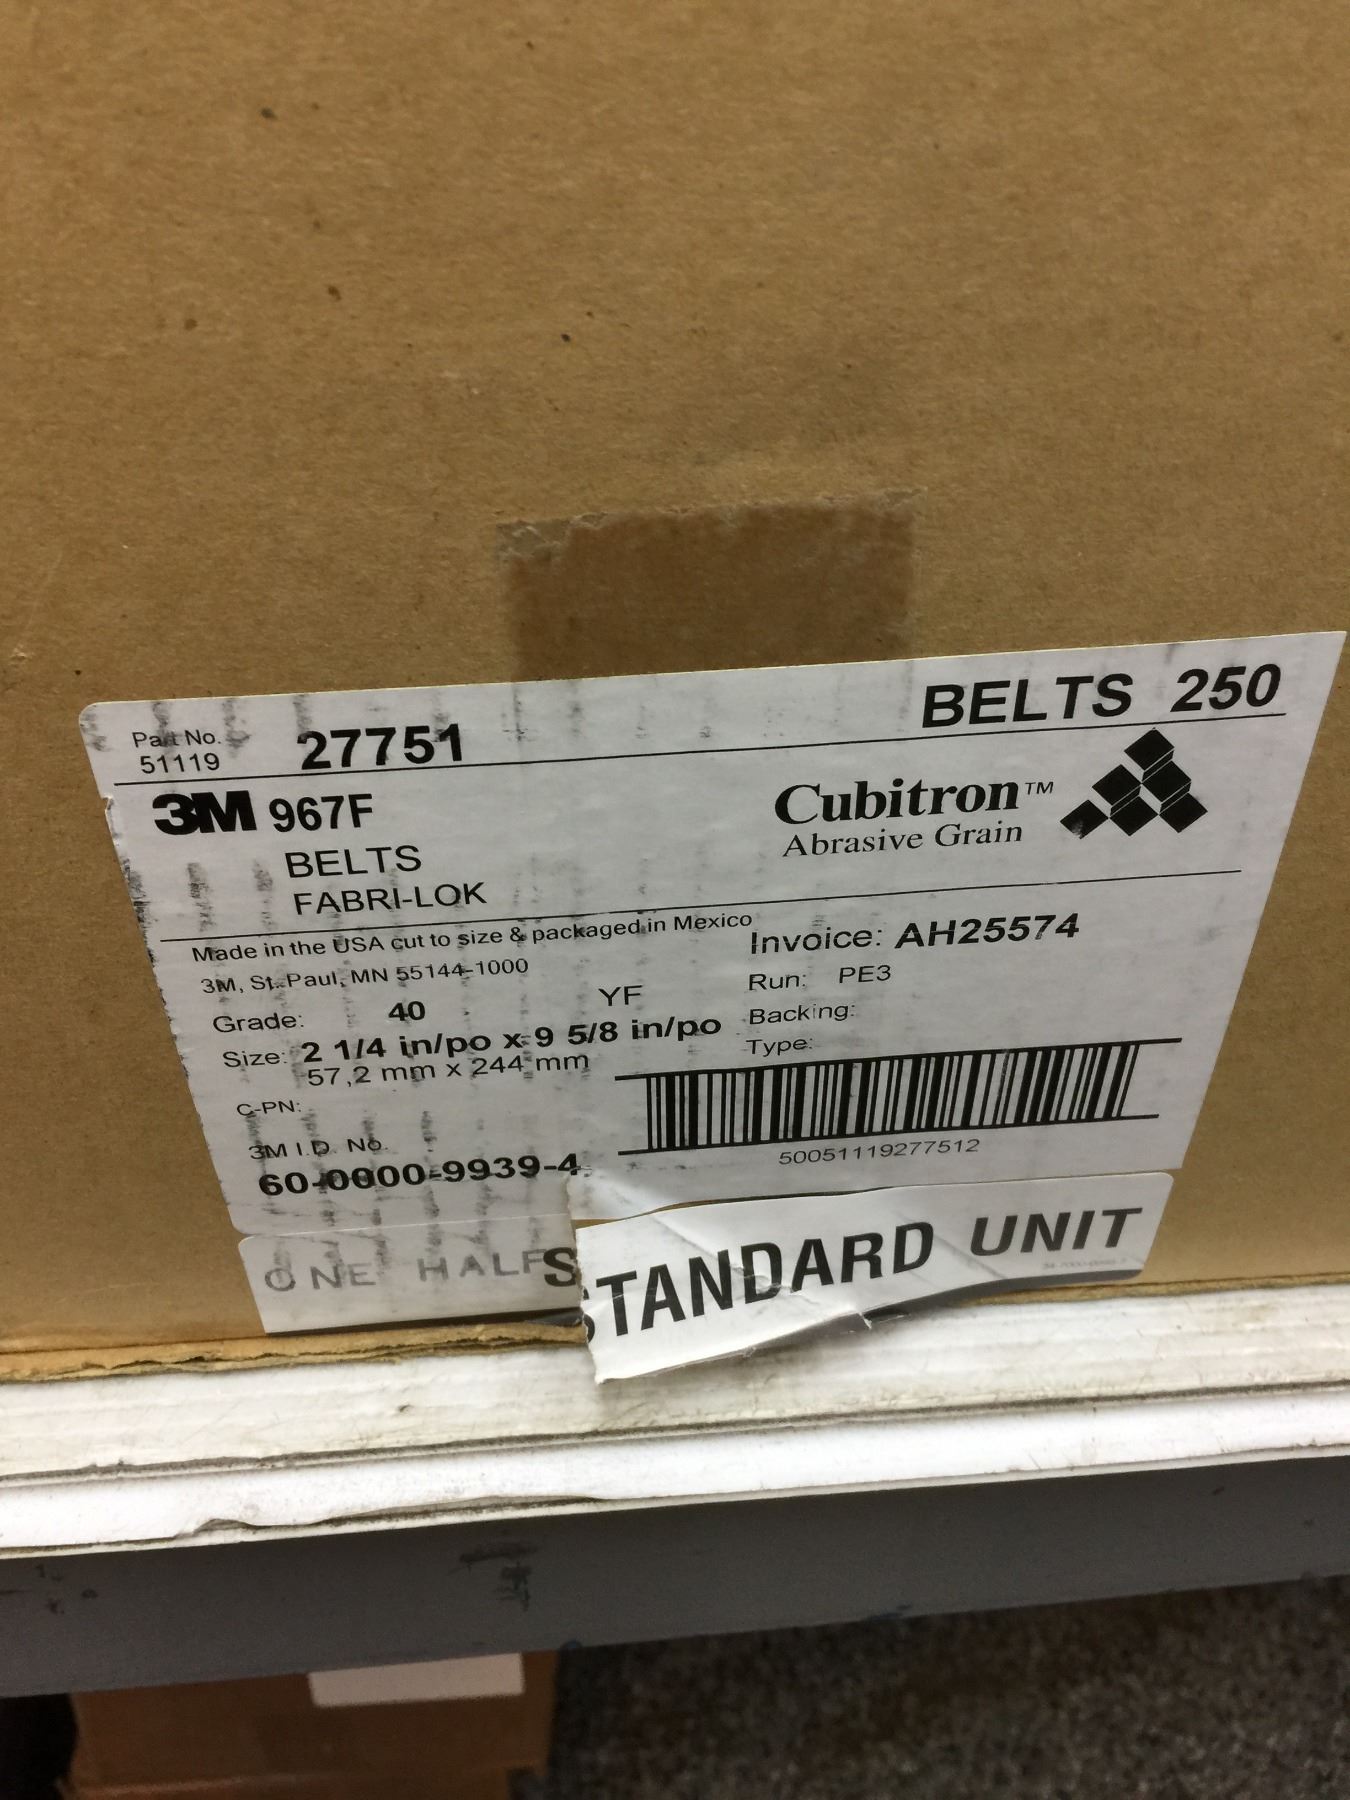 Part No.
51119
27751
BELTS 250
3M 967F
BELTS
FABRI-LOK
Cubitron™
Abrasive Grain
Made in the USA cut to size & packaged in Mexico
3M, St. Paul, MN 55144-1000
Grade: 40 YF
Size: 2 1/4 in/po x 9 5/8 in/po
57,2 mm x 244 mm
C-PN:
3M I.D. No.
60-0000-9939-4
Invoice: AH25574
Run: PE3
Backing:
Type:
50051119277512
ONE HALF STANDARD UNIT